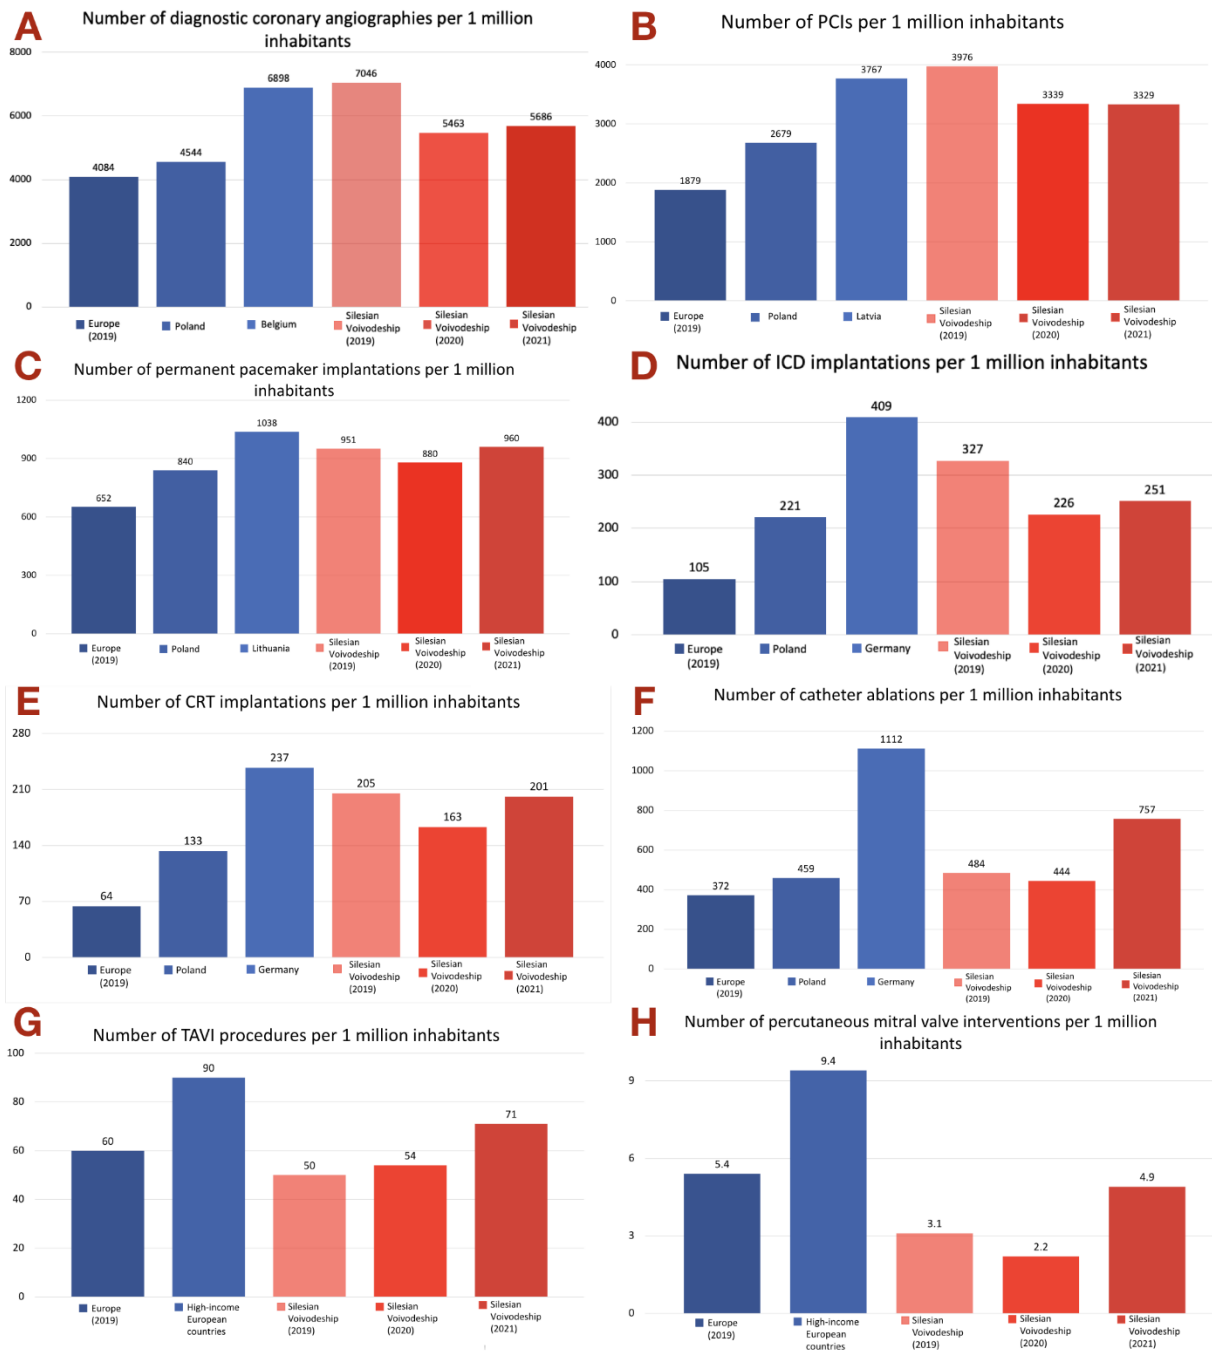 A
Number of diagnostic coronary angiographies per 1 million
inhabitants
8000
6000
4000
2000
0
4084
4544
6898
7046
5463
5686
Europe
(2019)
Poland
Belgium
Silesian
Voivodeship
(2019)
Silesian
Voivodeship
(2020)
Silesian
Voivodeship
(2021)
B
Number of PCIs per 1 million inhabitants
4000
3000
2000
1000
0
1879
2679
3767
3976
3339
3329
Europe
(2019)
Poland
Latvia
Silesian
Voivodeship
(2019)
Silesian
Voivodeship
(2020)
Silesian
Voivodeship
(2021)
C
Number of permanent pacemaker implantations per 1 million
inhabitants
1200
900
600
300
0
652
840
1038
951
880
960
Europe
(2019)
Poland
Lithuania
Silesian
Voivodeship
(2019)
Silesian
Voivodeship
(2020)
Silesian
Voivodeship
(2021)
D
Number of ICD implantations per 1 million inhabitants
400
300
200
100
0
105
221
409
327
226
251
Europe
(2019)
Poland
Germany
Silesian
Voivodeship
(2019)
Silesian
Voivodeship
(2020)
Silesian
Voivodeship
(2021)
E
Number of CRT implantations per 1 million inhabitants
280
210
140
70
0
64
133
237
205
163
201
Europe
(2019)
Poland
Germany
Silesian
Voivodeship
(2019)
Silesian
Voivodeship
(2020)
Silesian
Voivodeship
(2021)
F
Number of catheter ablations per 1 million inhabitants
1200
1000
800
600
400
200
0
372
459
1112
484
444
757
Europe
(2019)
Poland
Germany
Silesian
Voivodeship
(2019)
Silesian
Voivodeship
(2020)
Silesian
Voivodeship
(2021)
G
Number of TAVI procedures per 1 million inhabitants
100
80
60
40
20
0
60
90
50
54
71
Europe
(2019)
High-income
European
countries
Silesian
Voivodeship
(2019)
Silesian
Voivodeship
(2020)
Silesian
Voivodeship
(2021)
H
Number of percutaneous mitral valve interventions per 1 million
inhabitants
9
6
3
0
5.4
9.4
3.1
2.2
4.9
Europe
(2019)
High-income
European
countries
Silesian
Voivodeship
(2019)
Silesian
Voivodeship
(2020)
Silesian
Voivodeship
(2021)